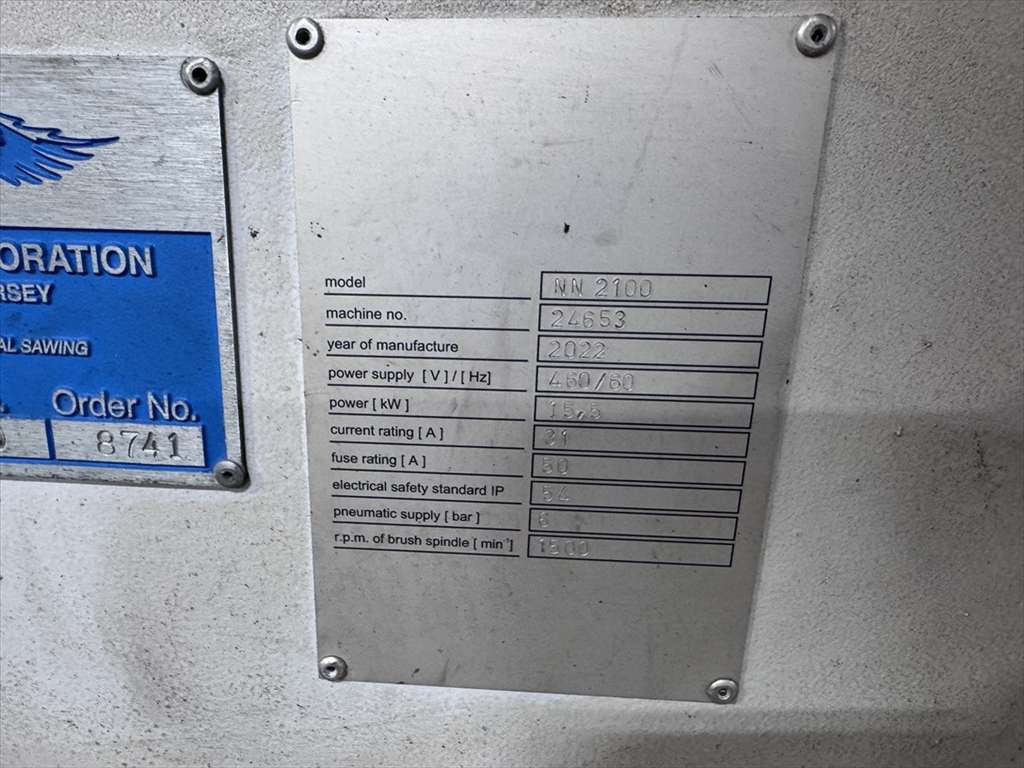 ORATION
RSEY
AL SAWING
Order No.
8741
model NN 2100
machine no. 24653
year of manufacture 2022
power supply [ V ] / [ Hz] 460/60
power [ kW ] 15,5
current rating [ A ] 31
fuse rating [ A ] 50
electrical safety standard IP 54
pneumatic supply [ bar ] 6
r.p.m. of brush spindle [ min⁻¹] 1500